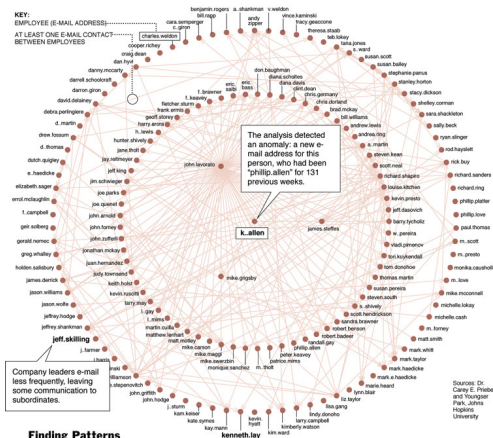 KEY:
EMPLOYEE (E-MAIL ADDRESS)
AT LEAST ONE E-MAIL CONTACT
BETWEEN EMPLOYEES
benjamin.rogers
a..shankman
v.weldon
bill.rapp
andy
zipper
vince.kaminski
cara.semperger
tracy.geaccone
c..giron
theresa.staab
charles.weldon
teb.lokey
cooper.richey
tana.jones
craig.dean
s..ward
dan.hyvl
susan.scott
danny.mccarty
susan.bailey
darrell.schoolcraft
stephanie.panus
darron.giron
stanley.horton
david.delainey
stacy.dickson
debra.perlingiere
shelley.corman
d..martin
sara.shackleton
drew.fossum
sally.beck
d..thomas
ryan.slinger
dutch.quigley
rod.hayslett
e..haedicke
rick.buy
elizabeth.sager
richard.sanders
errol.mclaughlin
richard.ring
f..campbell
phillip.platter
geir.solberg
phillip.love
gerald.nemec
paul.thomas
greg.whalley
m..scott
holden.salisbury
m..presto
james.derrick
monika.causholli
jason.williams
m..love
jason.wolfe
mike.mcconnell
jeffrey.hodge
michelle.lokay
jeffrey.shankman
michelle.cash
jeff.skilling
m..forney
j..farmer
matt.smith
mark.whitt
mark.taylor
mark.e.haedicke
mark.haedicke
marie.heard
lynn.blair
liz.taylor
lisa.gang
lindy.donoho
larry.campbell
kimberly.watson
kim.ward
kevin.
hyatt
kenneth.lay
kay.mann
kate.symes
kam.keiser
j..sturm
john.hodge
john.griffith
don.baughman
diana.scholtes
dana.davis
clint.dean
chris.germany
chris.dorland
brad.mckay
bill.williams
andrew.lewis
andrea.ring
a..martin
steven.kean
scott.neal
richard.shapiro
louise.kitchen
kevin.presto
jeff.dasovich
barry.tycholiz
w..pereira
vladi.pimenov
tori.kuykendall
tom.donohoe
thomas.martin
susan.pereira
steven.south
s..shively
scott.hendrickson
sandra.brawner
robert.benson
robert.badeer
randall.gay
phillip.allen
peter.keavey
patrice.mims
m..tholt
monique.sanchez
mike.swerzbin
mike.maggi
mike.carson
matt.motley
matthew.lenhart
martin.cuilla
l..mims
l..gay
larry.may
kevin.ruscitti
keith.holst
judy.townsend
juan.hernandez
jonathan.mckay
john.zufferli
john.forney
john.arnold
joe.quenet
joe.parks
jim.schwieger
jeff.king
jay.reitmeyer
jane.tholl
hunter.shively
h..lewis
harry.arora
geoff.storey
frank.ermis
fletcher.sturm
f..keavey
f..brawner
eric.
saibi
eric.
bass
john.lavorato
The analysis detected
an anomaly: a new e-
mail address for this
person, who had been
"phillip.allen" for 131
previous weeks.
k..allen
james.steffes
mike.grigsby
Company leaders e-mail
less frequently, leaving
some communication to
subordinates.
Sources: Dr.
Carey E. Priebe
and Youngser
Park, Johns
Hopkins
University
Finding Patterns